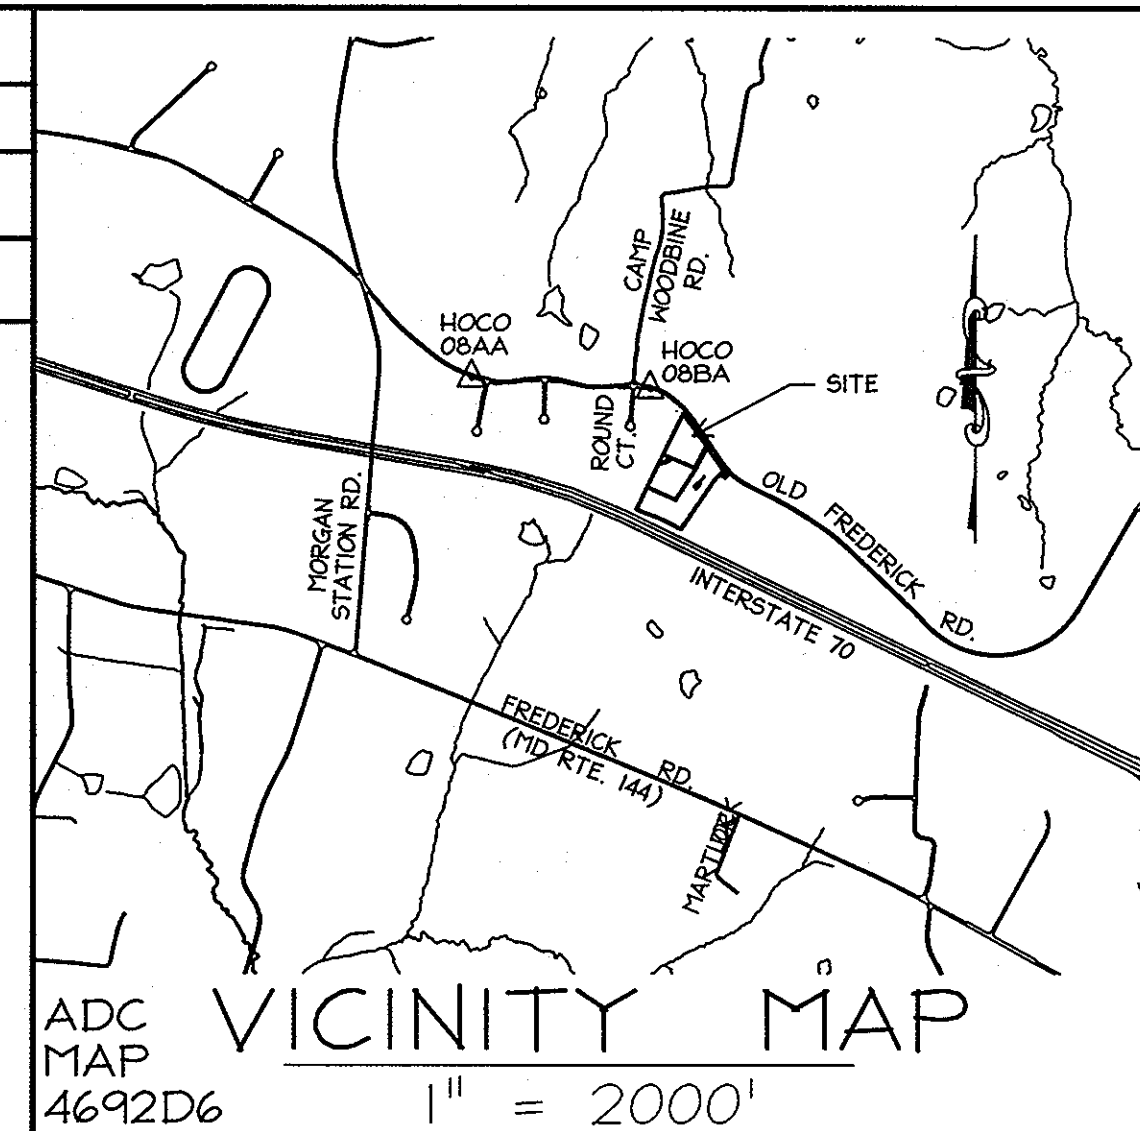 CAMP
WOODBINE
RD.
HOCO
08AA
HOCO
08BA
SITE
ROUND
CT.
OLD FREDERICK RD.
MORGAN
STATION RD.
INTERSTATE 70
FREDERICK RD.
(MD RTE. 144)
VICINITY MAP
1" = 2000'
ADC
MAP
4692D6